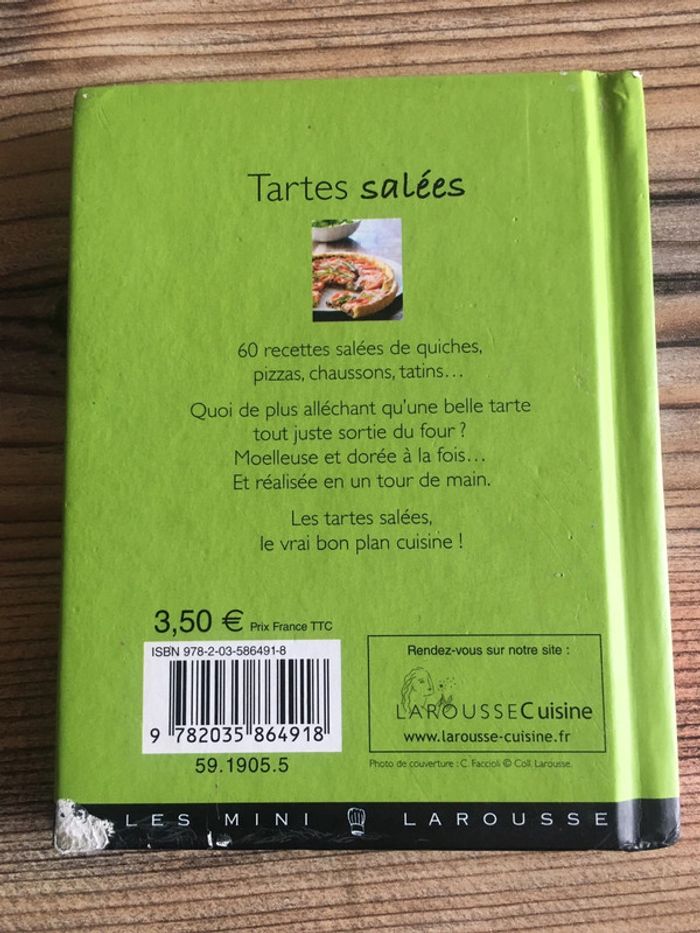 Tartes salées
60 recettes salées de quiches,
pizzas, chaussons, tatins...
Quoi de plus alléchant qu'une belle tarte
tout juste sortie du four ?
Moelleuse et dorée à la fois...
Et réalisée en un tour de main.
Les tartes salées,
le vrai bon plan cuisine !
3,50 € Prix France TTC
ISBN 978-2-03-586491-8
9 782035 864918
59.1905.5
Rendez-vous sur notre site :
LAROUSSE Cuisine
www.larousse-cuisine.fr
Photo de couverture : C. Faccioli © Coll. Larousse.
LES MINI LAROUSSE